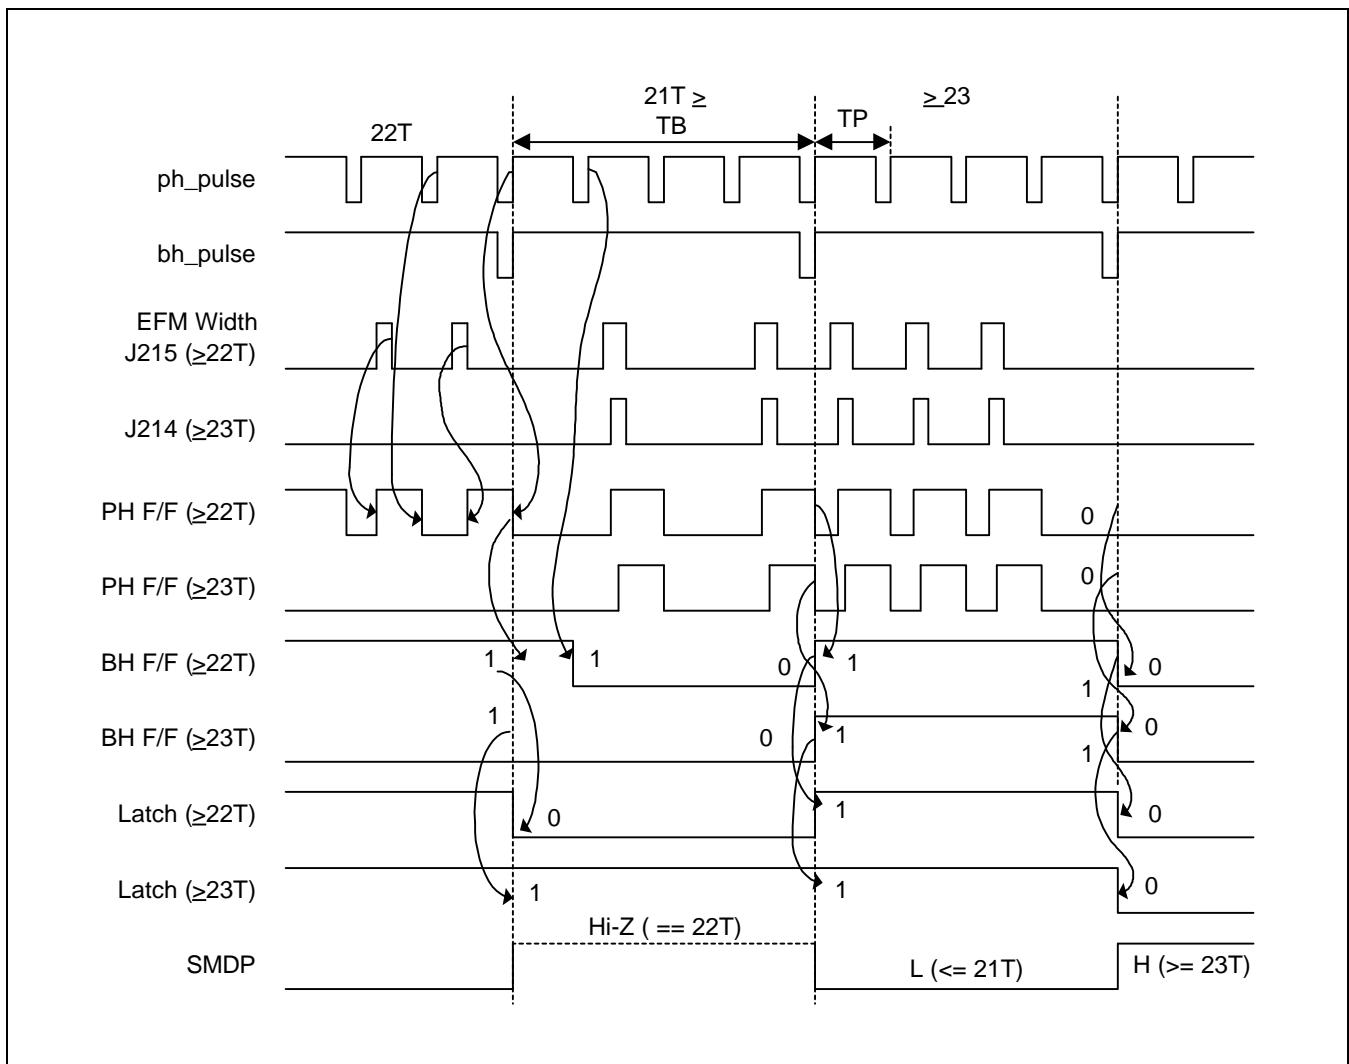 21T ≥
≥ 23
22T
TB
TP
ph_pulse
bh_pulse
EFM Width
J215 (≥22T)
J214 (≥23T)
PH F/F (≥22T)
0
PH F/F (≥23T)
0
BH F/F (≥22T)
1
1
0
1
0
1
BH F/F (≥23T)
1
0
1
0
1
Latch (≥22T)
0
1
0
Latch (≥23T)
1
1
0
Hi-Z ( == 22T)
SMDP
L (<= 21T)
H (>= 23T)